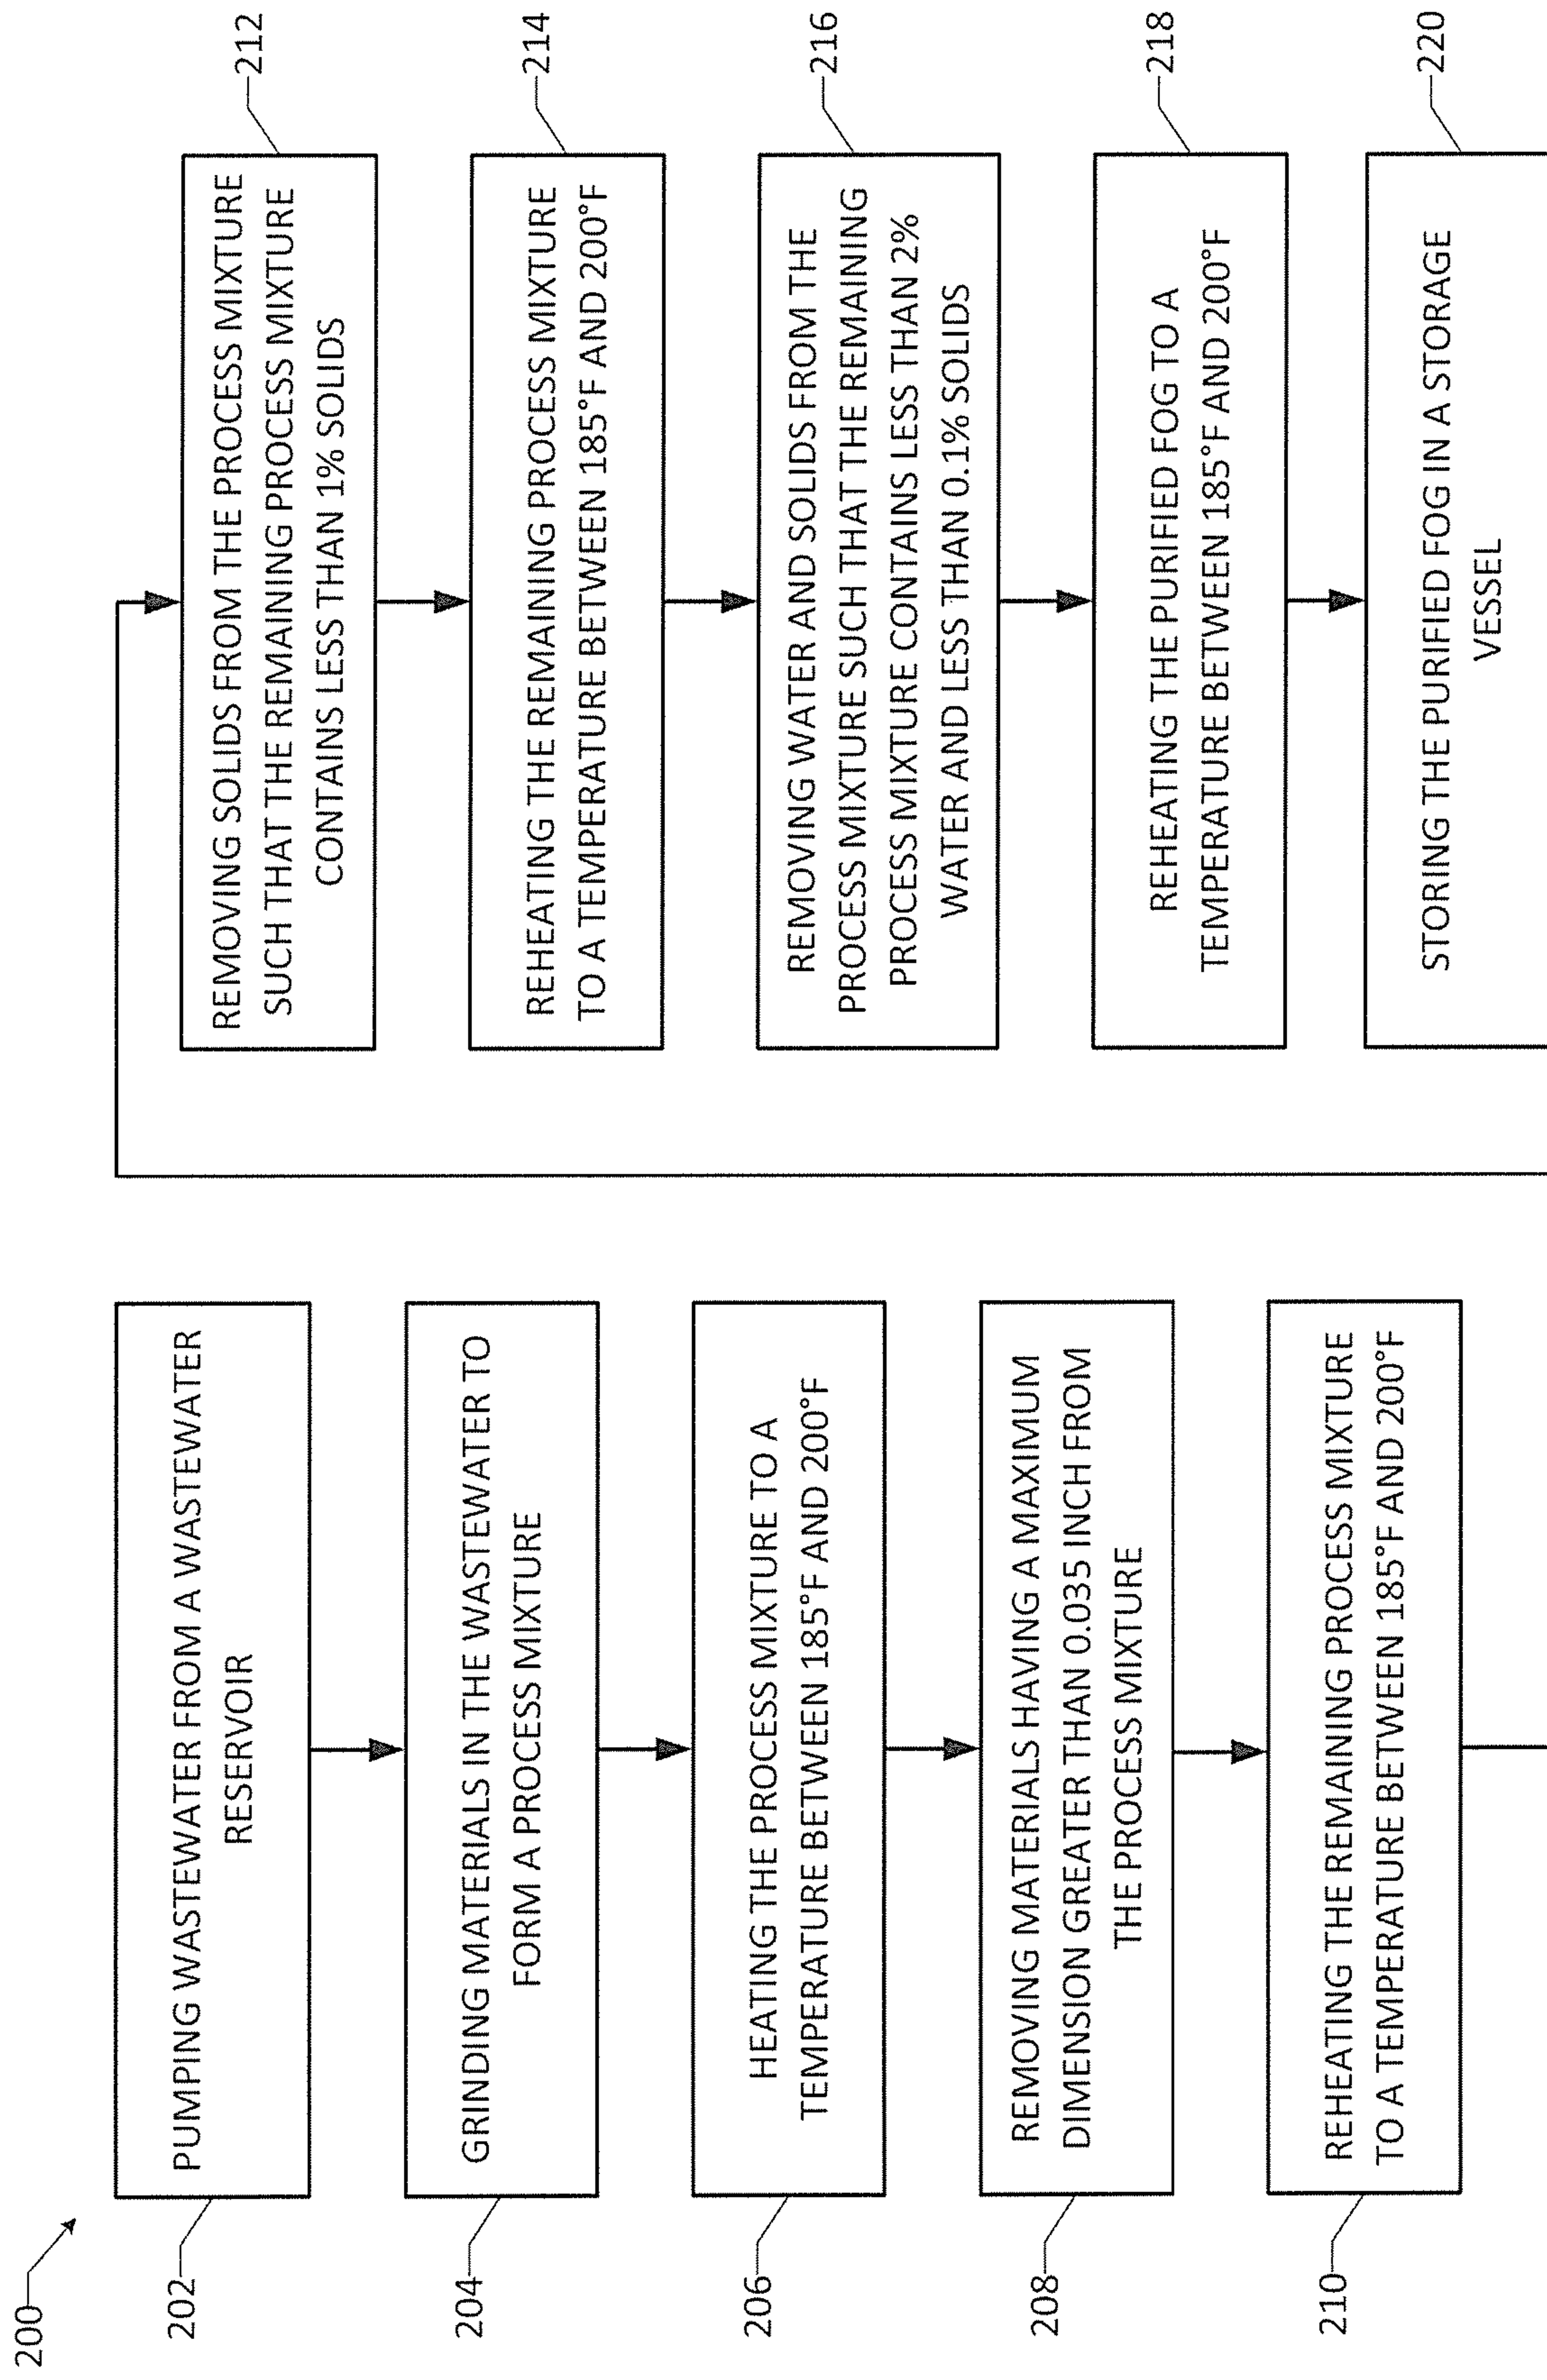 200
202
PUMPING WASTEWATER FROM A WASTEWATER
RESERVOIR
204
GRINDING MATERIALS IN THE WASTEWATER TO
FORM A PROCESS MIXTURE
206
HEATING THE PROCESS MIXTURE TO A
TEMPERATURE BETWEEN 185°F AND 200°F
208
REMOVING MATERIALS HAVING A MAXIMUM
DIMENSION GREATER THAN 0.035 INCH FROM
THE PROCESS MIXTURE
210
REHEATING THE REMAINING PROCESS MIXTURE
TO A TEMPERATURE BETWEEN 185°F AND 200°F
212
REMOVING SOLIDS FROM THE PROCESS MIXTURE
SUCH THAT THE REMAINING PROCESS MIXTURE
CONTAINS LESS THAN 1% SOLIDS
214
REHEATING THE REMAINING PROCESS MIXTURE
TO A TEMPERATURE BETWEEN 185°F AND 200°F
216
REMOVING WATER AND SOLIDS FROM THE
PROCESS MIXTURE SUCH THAT THE REMAINING
PROCESS MIXTURE CONTAINS LESS THAN 2%
WATER AND LESS THAN 0.1% SOLIDS
218
REHEATING THE PURIFIED FOG TO A
TEMPERATURE BETWEEN 185°F AND 200°F
220
STORING THE PURIFIED FOG IN A STORAGE
VESSEL